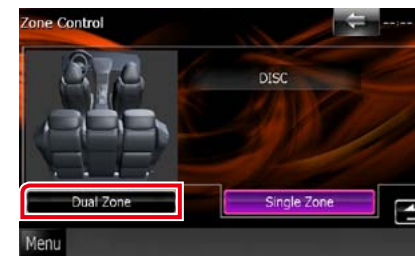 Zone Control
--:--
DISC
Dual Zone
Single Zone
Menu